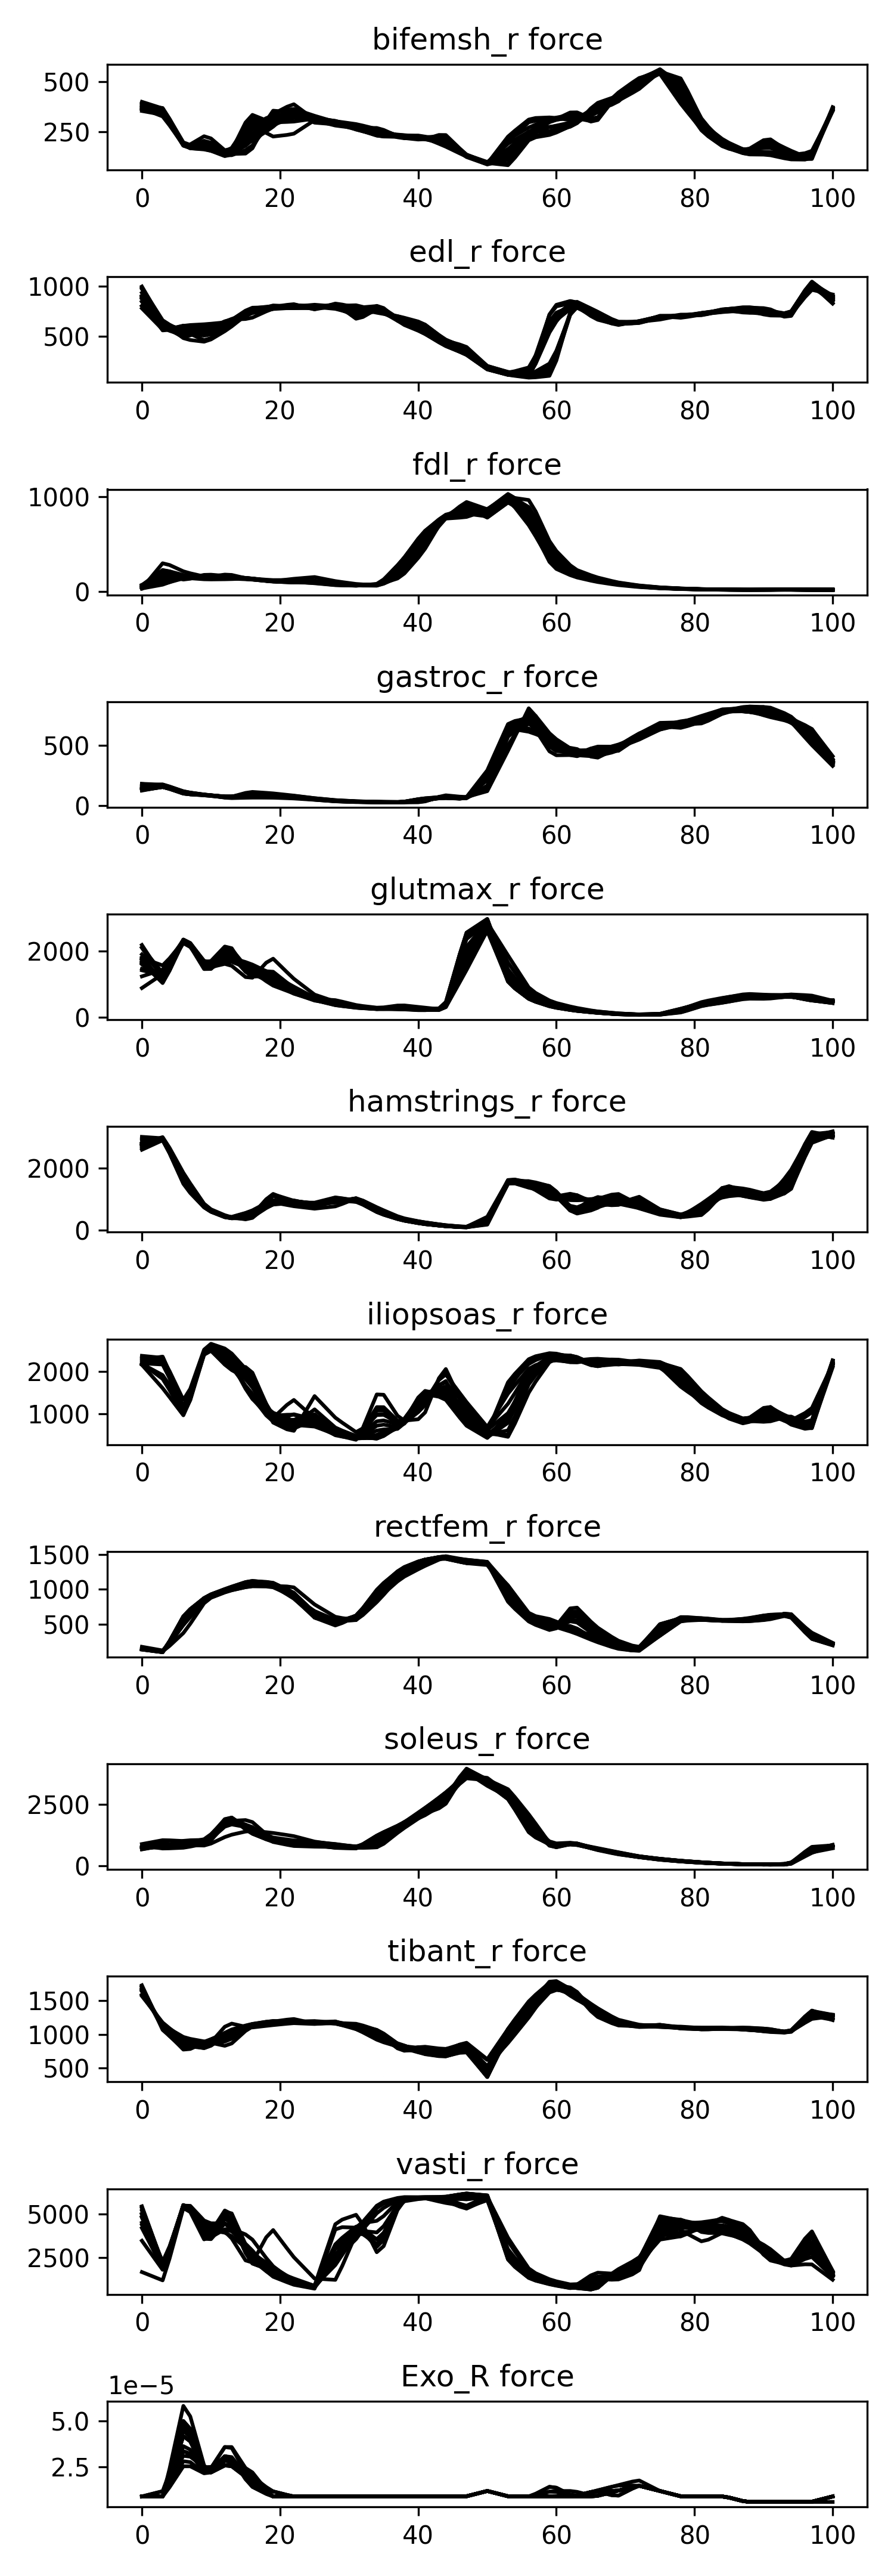 bifemsh_r force
500
250
0 20 40 60 80 100
edl_r force
1000
500
0 20 40 60 80 100
fdl_r force
1000
0
0 20 40 60 80 100
gastroc_r force
500
0
0 20 40 60 80 100
glutmax_r force
2000
0
0 20 40 60 80 100
hamstrings_r force
2000
0
0 20 40 60 80 100
iliopsoas_r force
2000
1000
0 20 40 60 80 100
rectfem_r force
1500
1000
500
0 20 40 60 80 100
soleus_r force
2500
0
0 20 40 60 80 100
tibant_r force
1500
1000
500
0 20 40 60 80 100
vasti_r force
5000
2500
0 20 40 60 80 100
Exo_R force
1e−5
5.0
2.5
0 20 40 60 80 100